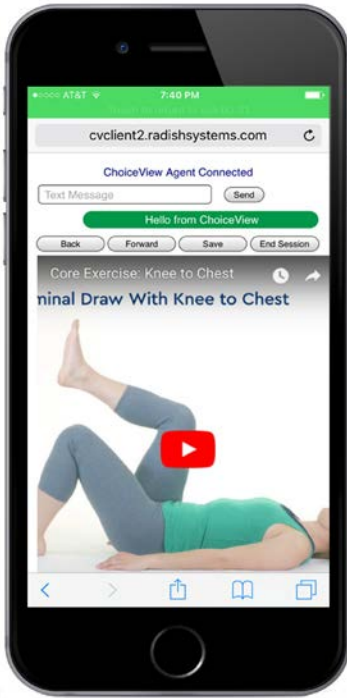 AT&T 7:40 PM
cvclient2.radishsystems.com
ChoiceView Agent Connected
Text Message Send
Hello from ChoiceView
Back Forward Save End Session
Core Exercise: Knee to Chest
minal Draw With Knee to Chest